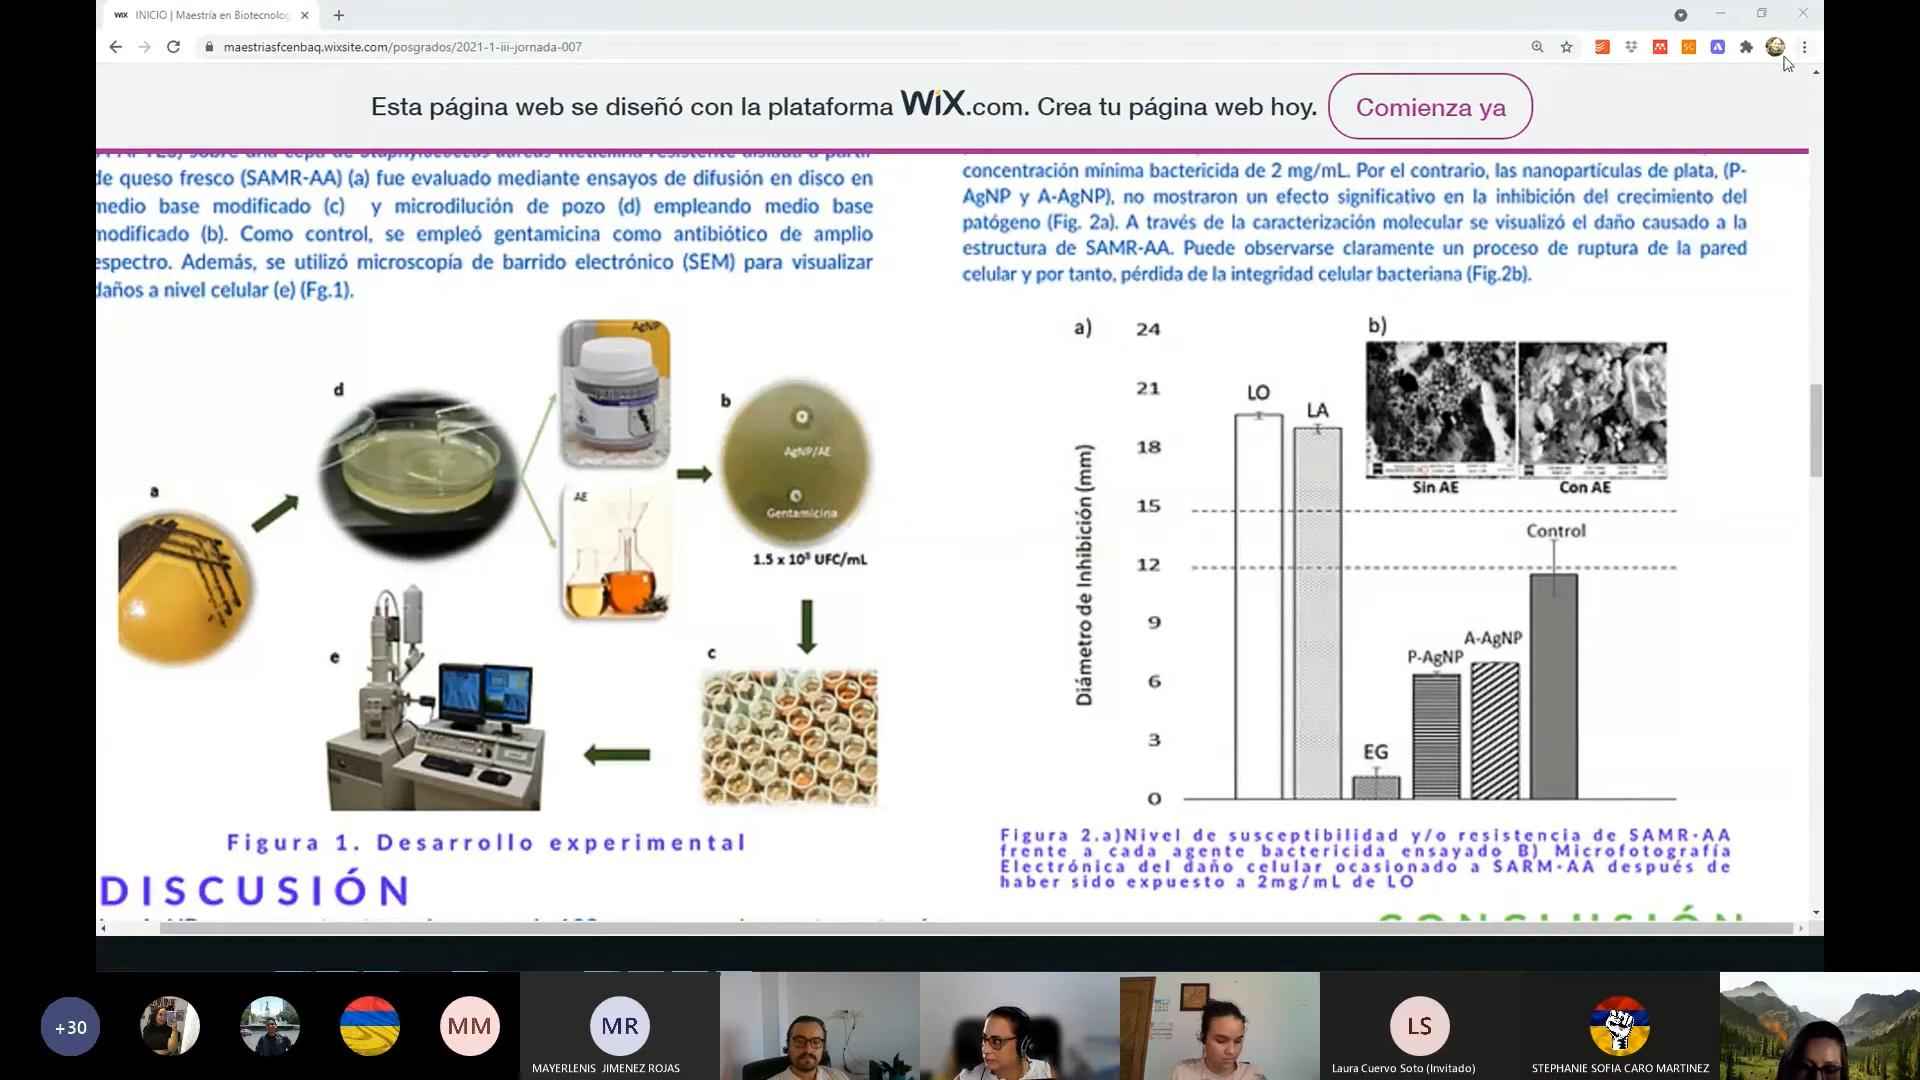 WiX INICIO | Maestría en Biotecnolog
maestriasfcenbaq.wixsite.com/posgrados/2021-1-iii-jornada-007
Esta página web se diseñó con la plataforma WiX.com. Crea tu página web hoy. Comienza ya
de queso fresco (SAMR-AA) (a) fue evaluado mediante ensayos de difusión en disco en
medio base modificado (c) y microdilución de pozo (d) empleando medio base
modificado (b). Como control, se empleó gentamicina como antibiótico de amplio
espectro. Además, se utilizó microscopía de barrido electrónico (SEM) para visualizar
daños a nivel celular (e) (Fg.1).
a
d
AgNP
AE
b
AgNP/AE
Gentamicina
1.5 x 10⁵ UFC/mL
c
e
Figura 1. Desarrollo experimental
DISCUSIÓN
concentración mínima bactericida de 2 mg/mL. Por el contrario, las nanopartículas de plata, (P-
AgNP y A-AgNP), no mostraron un efecto significativo en la inhibición del crecimiento del
patógeno (Fig. 2a). A través de la caracterización molecular se visualizó el daño causado a la
estructura de SAMR-AA. Puede observarse claramente un proceso de ruptura de la pared
celular y por tanto, pérdida de la integridad celular bacteriana (Fig.2b).
a)
Diámetro de Inhibición (mm)
24
21
18
15
12
9
6
3
0
LO
LA
EG
P-AgNP
A-AgNP
Control
b)
Sin AE
Con AE
Figura 2.a)Nivel de susceptibilidad y/o resistencia de SAMR-AA
frente a cada agente bactericida ensayado B) Microfotografía
Electrónica del daño celular ocasionado a SARM-AA después de
haber sido expuesto a 2mg/mL de LO
CONCLUSIÓN
+30
MM
MR
MAYERLENIS JIMENEZ ROJAS
LS
Laura Cuervo Soto (Invitado)
STEPHANIE SOFIA CARO MARTINEZ